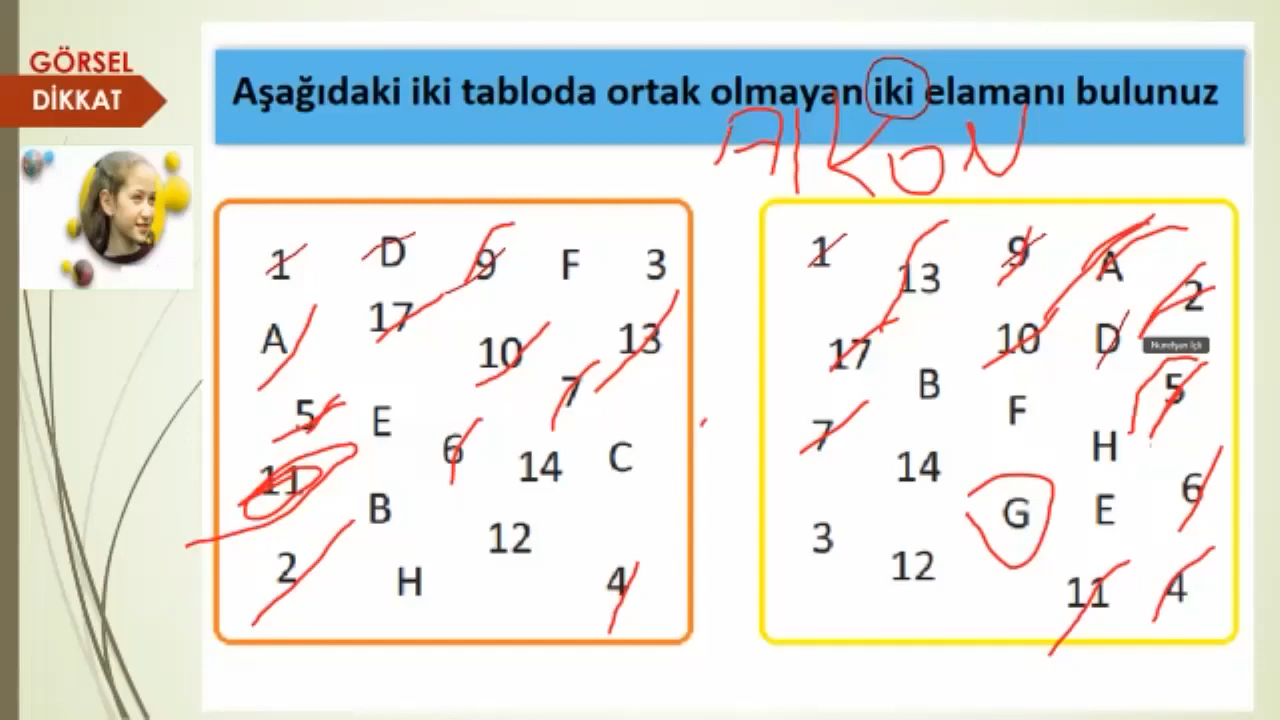 GÖRSEL
DİKKAT
Aşağıdaki iki tabloda ortak olmayan iki elamanı bulunuz
AIKON
1 D 9 F 3
A 17 10 13
5 E 6 7
11 B 14 C
2 H 12 4
1 13 9 A 2
17 B 10 D
Nuref
7 14 F H 5
3 12 G E 6
11 4